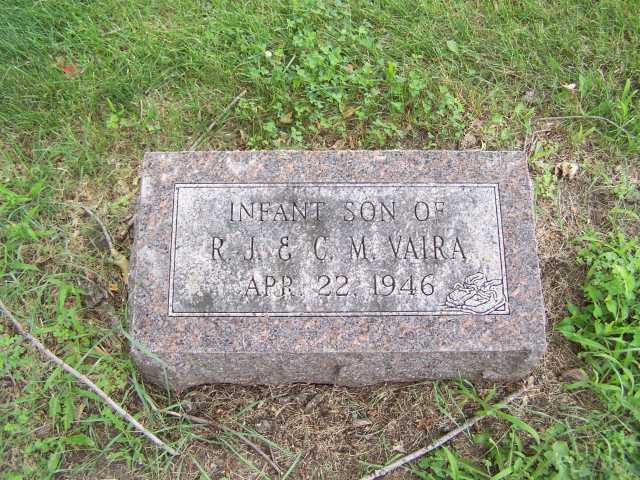 INFANT SON OF
R. J. & C. M. VAIRA
APR. 22, 1946